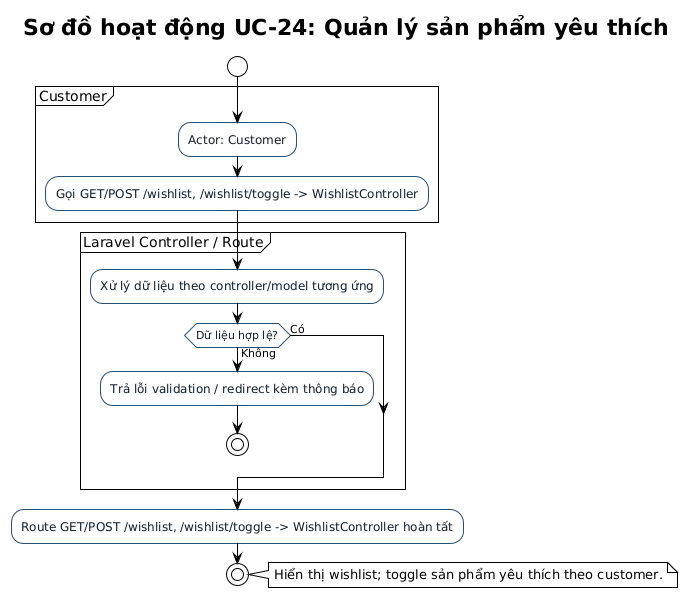 Sơ đồ hoạt động UC-24: Quản lý sản phẩm yêu thích
Customer
Actor: Customer
Gọi GET/POST /wishlist, /wishlist/toggle -> WishlistController
Laravel Controller / Route
Xử lý dữ liệu theo controller/model tương ứng
Dữ liệu hợp lệ?
Có
Không
Trả lỗi validation / redirect kèm thông báo
Route GET/POST /wishlist, /wishlist/toggle -> WishlistController hoàn tất
Hiển thị wishlist; toggle sản phẩm yêu thích theo customer.